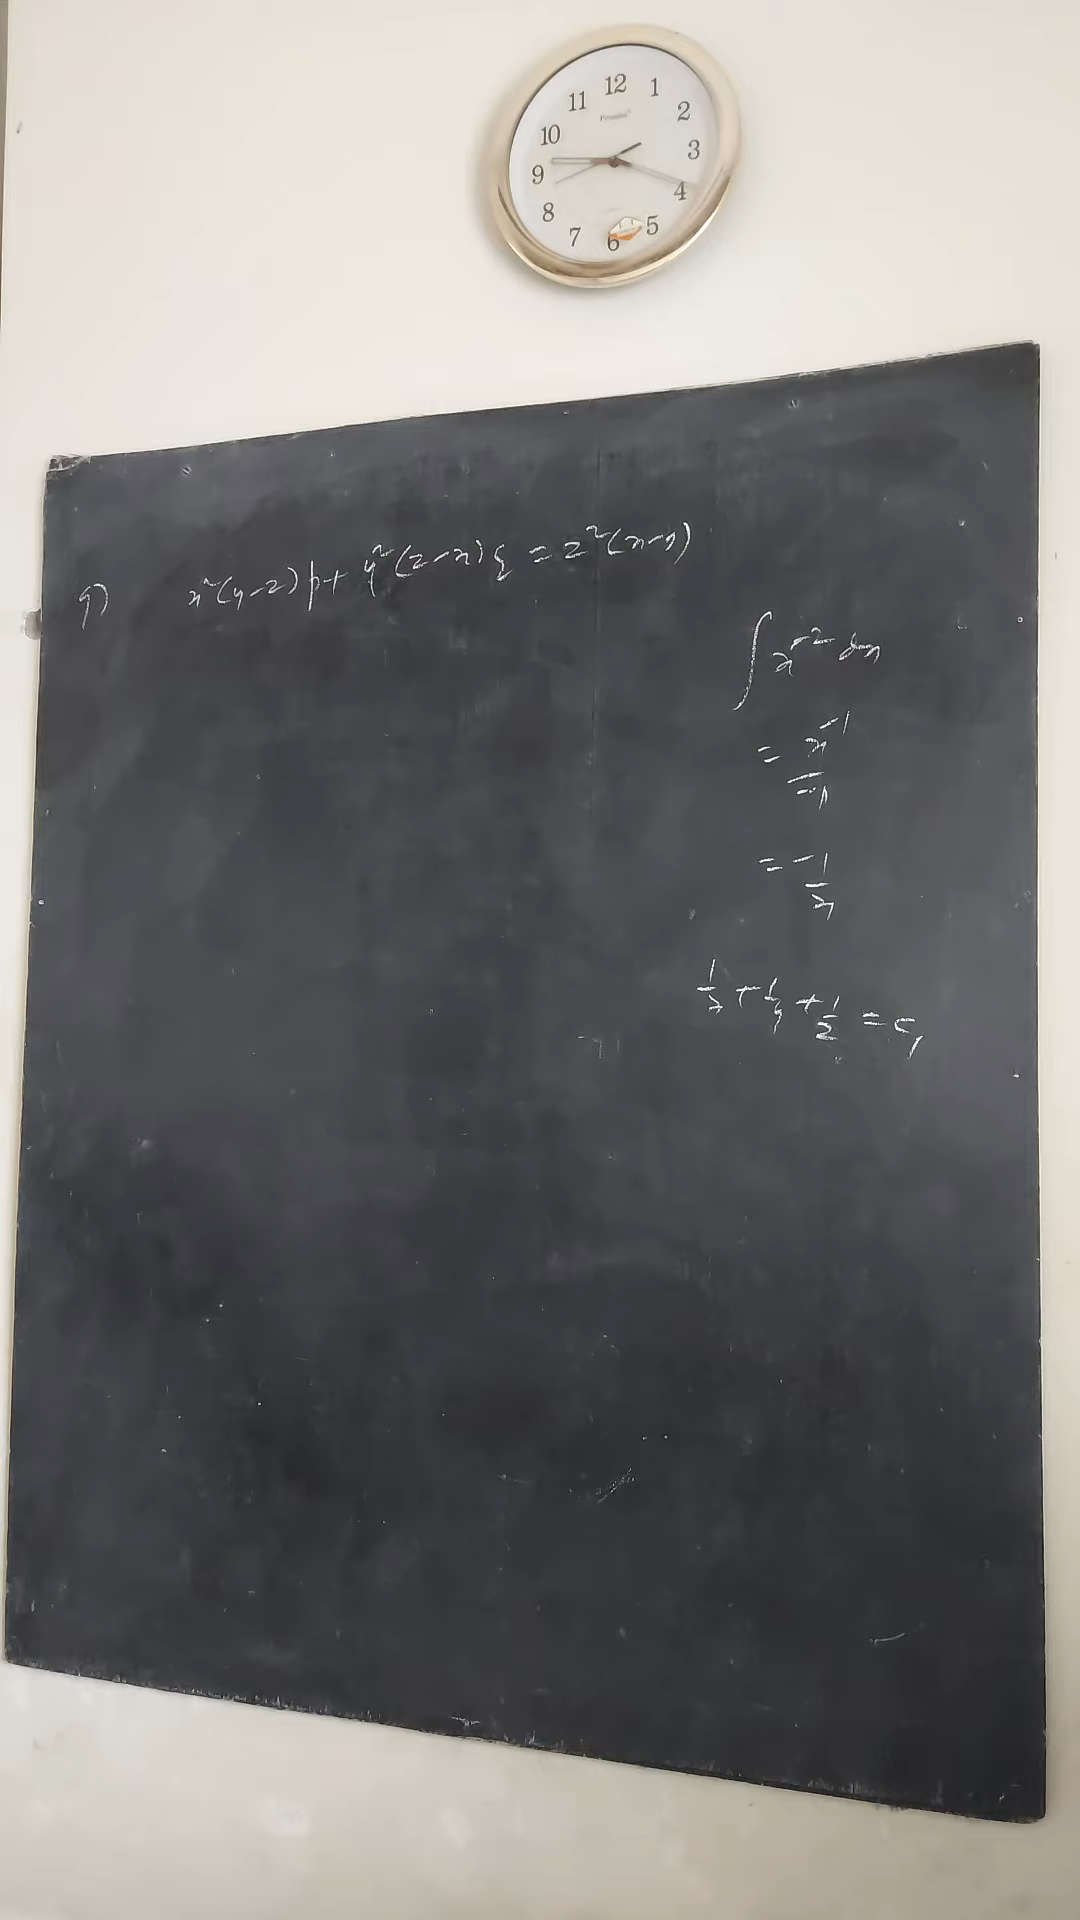 12
11 1
10 2
9 3
8 4
7 6 5
9) x²(y-z)p + y²(z-x)q = z²(x-y)
∫ x⁻² dx
= x⁻¹/-1
= -1/x
1/x + 1/y + 1/z = c₁